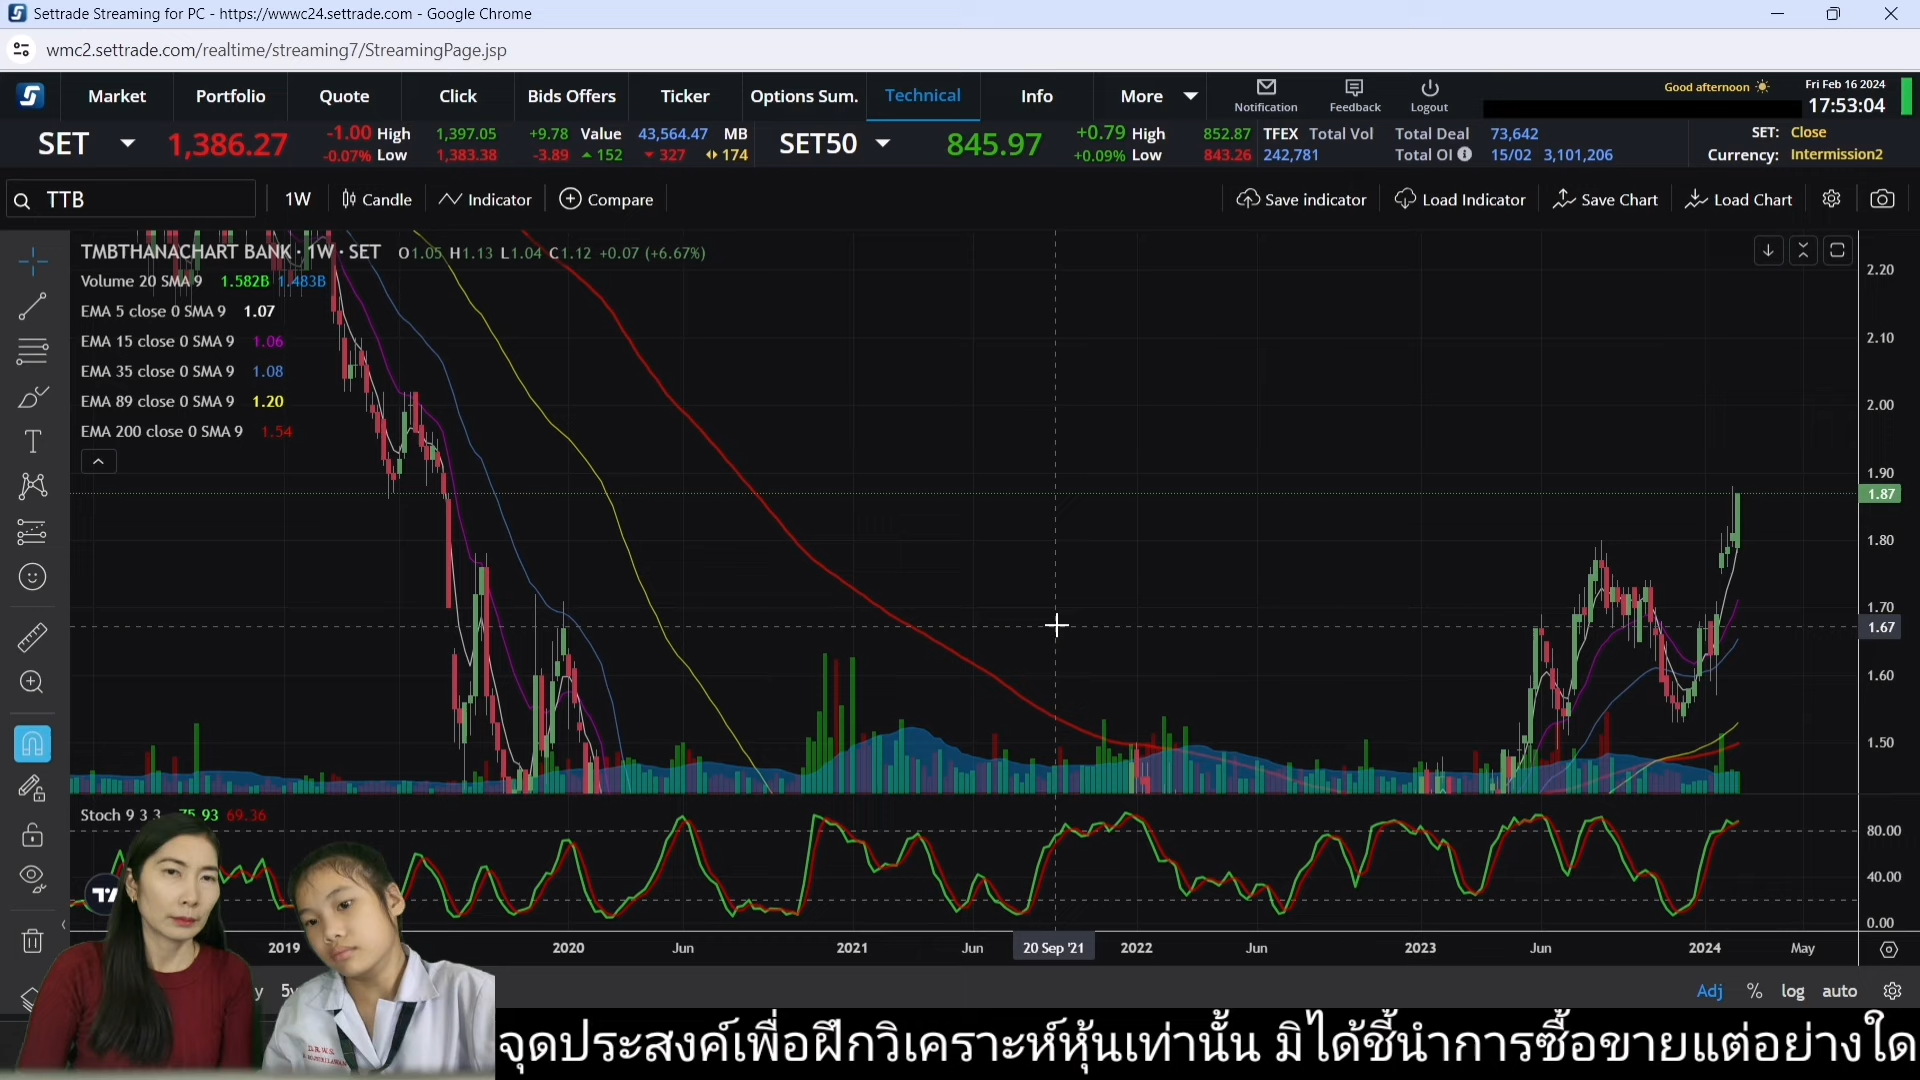 Settrade Streaming for PC - https://wwwc24.settrade.com - Google Chrome
wmc2.settrade.com/realtime/streaming7/StreamingPage.jsp
Market Portfolio Quote Click Bids Offers Ticker Options Sum. Technical Info More Notification Feedback Logout Good afternoon Fri Feb 16 2024 17:53:04
SET 1,386.27 -1.00 High 1,397.05 +9.78 Value 43,564.47 MB SET50 845.97 +0.79 High 852.87 TFEX Total Vol Total Deal 73,642 SET: Close
-0.07% Low 1,383.38 -3.89 152 327 174 +0.09% Low 843.26 242,781 Total OI 15/02 3,101,206 Currency: Intermission2
TTB 1W Candle Indicator Compare Save indicator Load Indicator Save Chart Load Chart
TMBTHANACHART BANK · 1W · SET O1.05 H1.13 L1.04 C1.12 +0.07 (+6.67%)
Volume 20 SMA 9 1.582B 1.483B
EMA 5 close 0 SMA 9 1.07
EMA 15 close 0 SMA 9 1.06
EMA 35 close 0 SMA 9 1.08
EMA 89 close 0 SMA 9 1.20
EMA 200 close 0 SMA 9 1.54
2.20
2.10
2.00
1.90
1.87
1.80
1.70
1.67
1.60
1.50
Stoch 9 3 3 75.93 69.36
80.00
40.00
0.00
2019 2020 Jun 2021 Jun 20 Sep '21 2022 Jun 2023 Jun 2024 May
Adj % log auto
จุดประสงค์เพื่อฝึกวิเคราะห์หุ้นเท่านั้น มิได้ชี้นำการซื้อขายแต่อย่างใด